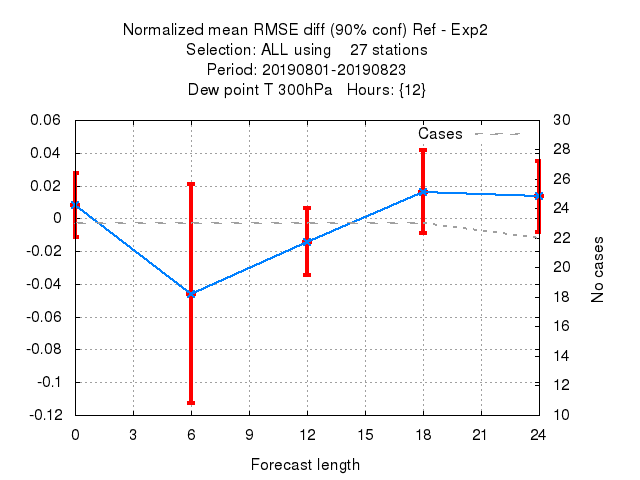 Normalized mean RMSE diff (90% conf) Ref - Exp2
Selection: ALL using 27 stations
Period: 20190801-20190823
Dew point T 300hPa Hours: {12}
Cases
0.06
0.04
0.02
0
-0.02
-0.04
-0.06
-0.08
-0.1
-0.12
30
28
26
24
22
20
18
16
14
12
10
No cases
0 3 6 9 12 15 18 21 24
Forecast length